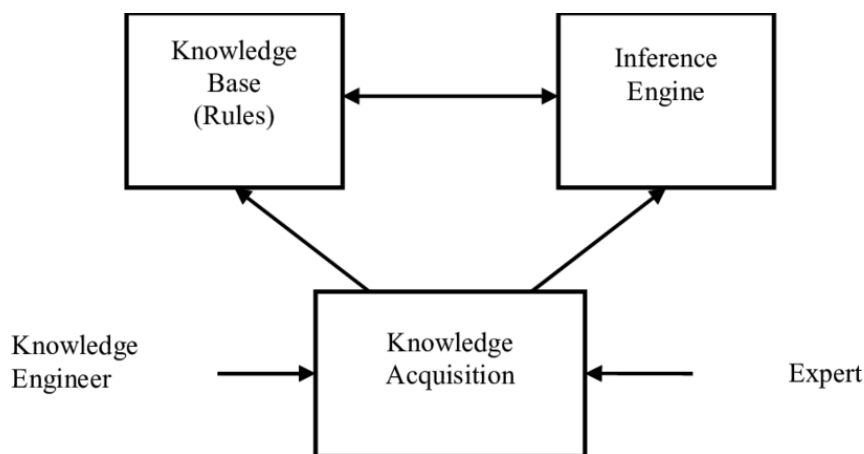 Knowledge
Base
(Rules)
Inference
Engine
Knowledge
Engineer
Knowledge
Acquisition
Expert